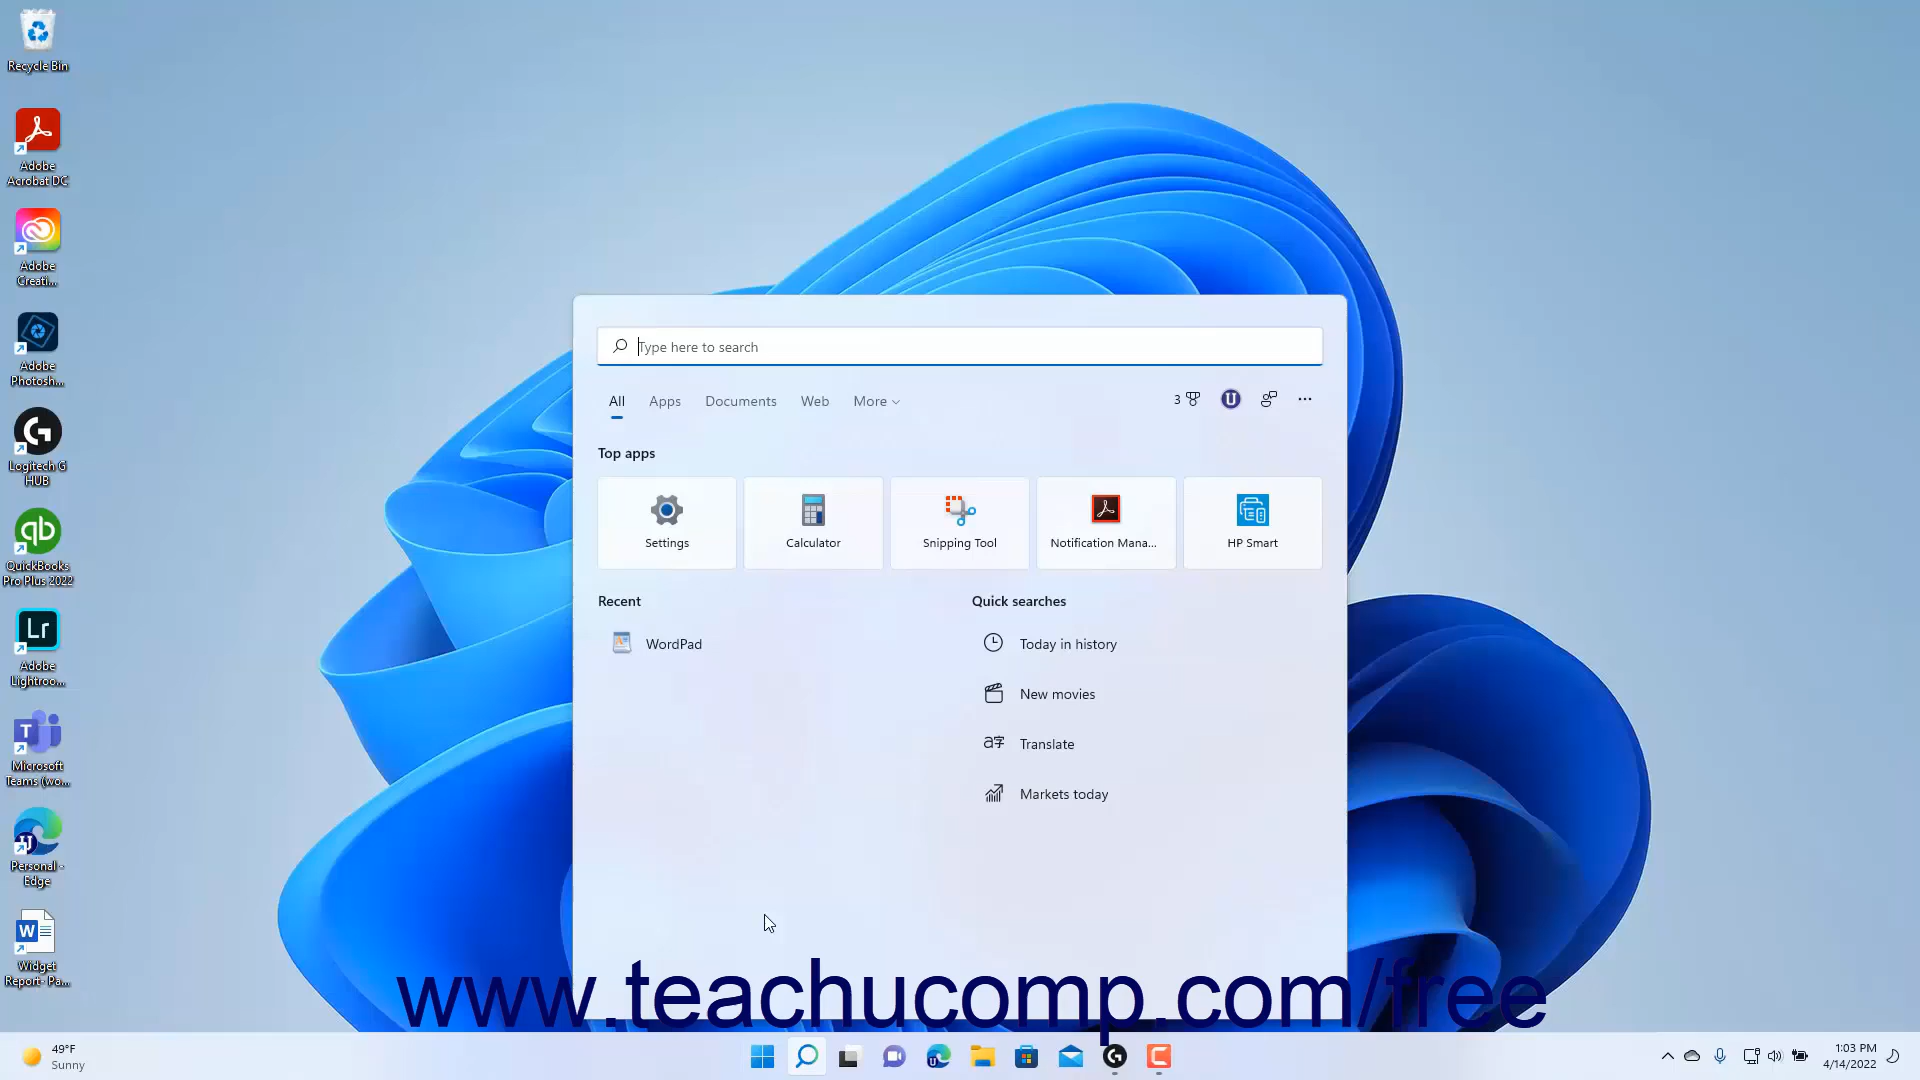 Recycle Bin
Adobe
Acrobat DC
Adobe
Creati...
Adobe
Photosh...
Logitech G
HUB
QuickBooks
Pro Plus 2022
Adobe
Lightroo...
Microsoft
Teams (wo...
Personal -
Edge
Widget
Report- Pa...
Type here to search
All Apps Documents Web More
3
U
Top apps
Settings
Calculator
Snipping Tool
Notification Mana...
HP Smart
Recent
WordPad
Quick searches
Today in history
New movies
Translate
Markets today
www.teachucomp.com/free
49°F
Sunny
1:03 PM
4/14/2022